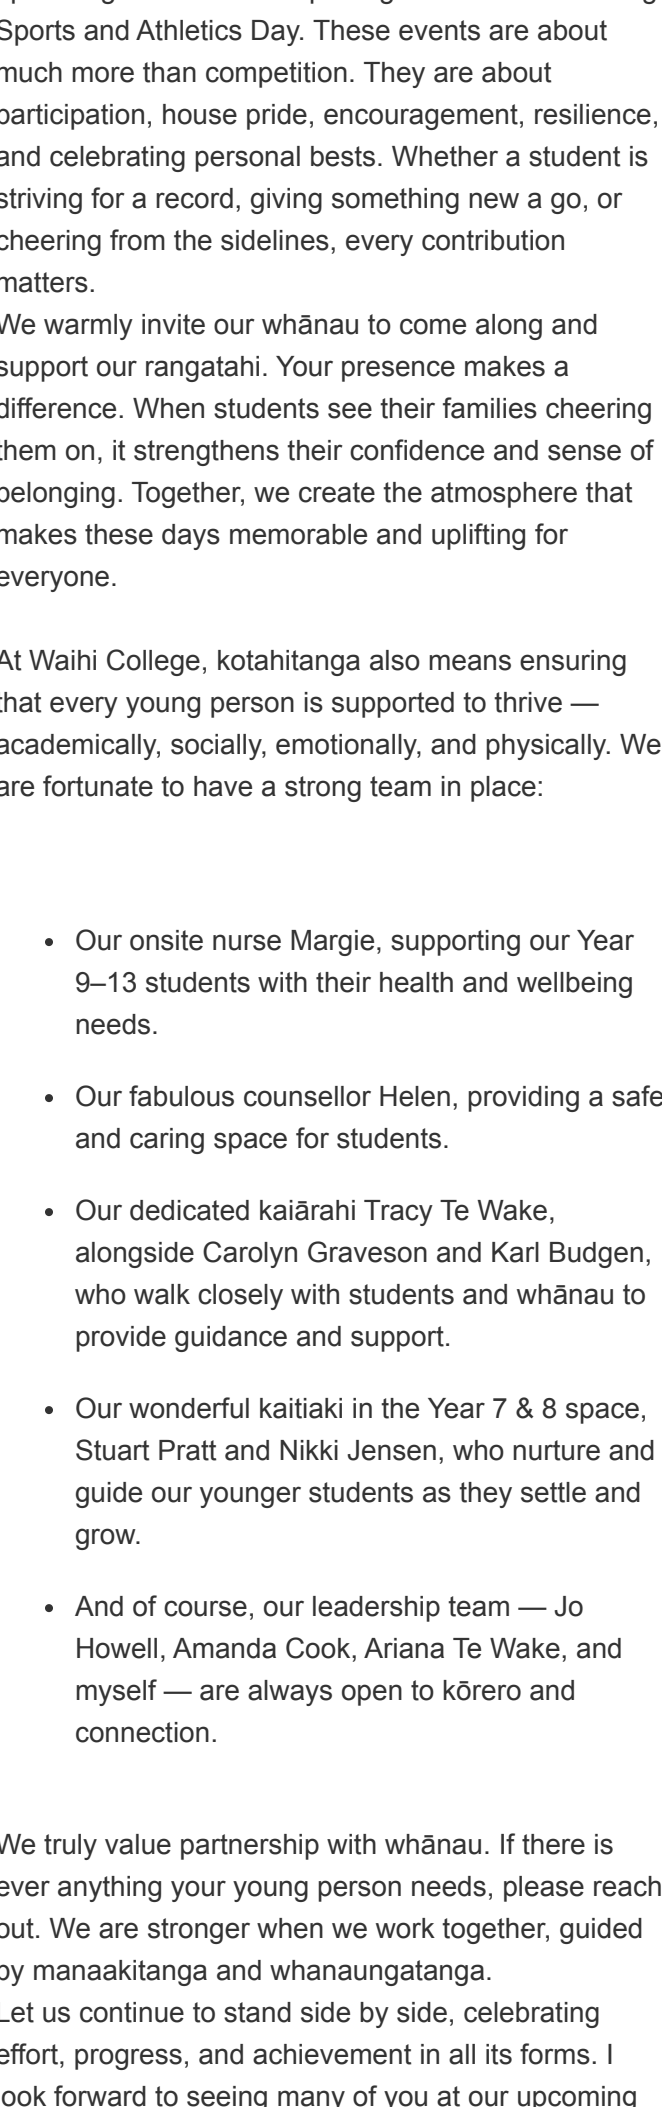 Sports and Athletics Day. These events are about
much more than competition. They are about
participation, house pride, encouragement, resilience,
and celebrating personal bests. Whether a student is
striving for a record, giving something new a go, or
cheering from the sidelines, every contribution
matters.
We warmly invite our whānau to come along and
support our rangatahi. Your presence makes a
difference. When students see their families cheering
them on, it strengthens their confidence and sense of
belonging. Together, we create the atmosphere that
makes these days memorable and uplifting for
everyone.
At Waihi College, kotahitanga also means ensuring
that every young person is supported to thrive —
academically, socially, emotionally, and physically. We
are fortunate to have a strong team in place:
• Our onsite nurse Margie, supporting our Year
9–13 students with their health and wellbeing
needs.
• Our fabulous counsellor Helen, providing a safe
and caring space for students.
• Our dedicated kaiārahi Tracy Te Wake,
alongside Carolyn Graveson and Karl Budgen,
who walk closely with students and whānau to
provide guidance and support.
• Our wonderful kaitiaki in the Year 7 & 8 space,
Stuart Pratt and Nikki Jensen, who nurture and
guide our younger students as they settle and
grow.
• And of course, our leadership team — Jo
Howell, Amanda Cook, Ariana Te Wake, and
myself — are always open to kōrero and
connection.
We truly value partnership with whānau. If there is
ever anything your young person needs, please reach
out. We are stronger when we work together, guided
by manaakitanga and whanaungatanga.
Let us continue to stand side by side, celebrating
effort, progress, and achievement in all its forms. I
look forward to seeing many of you at our upcoming